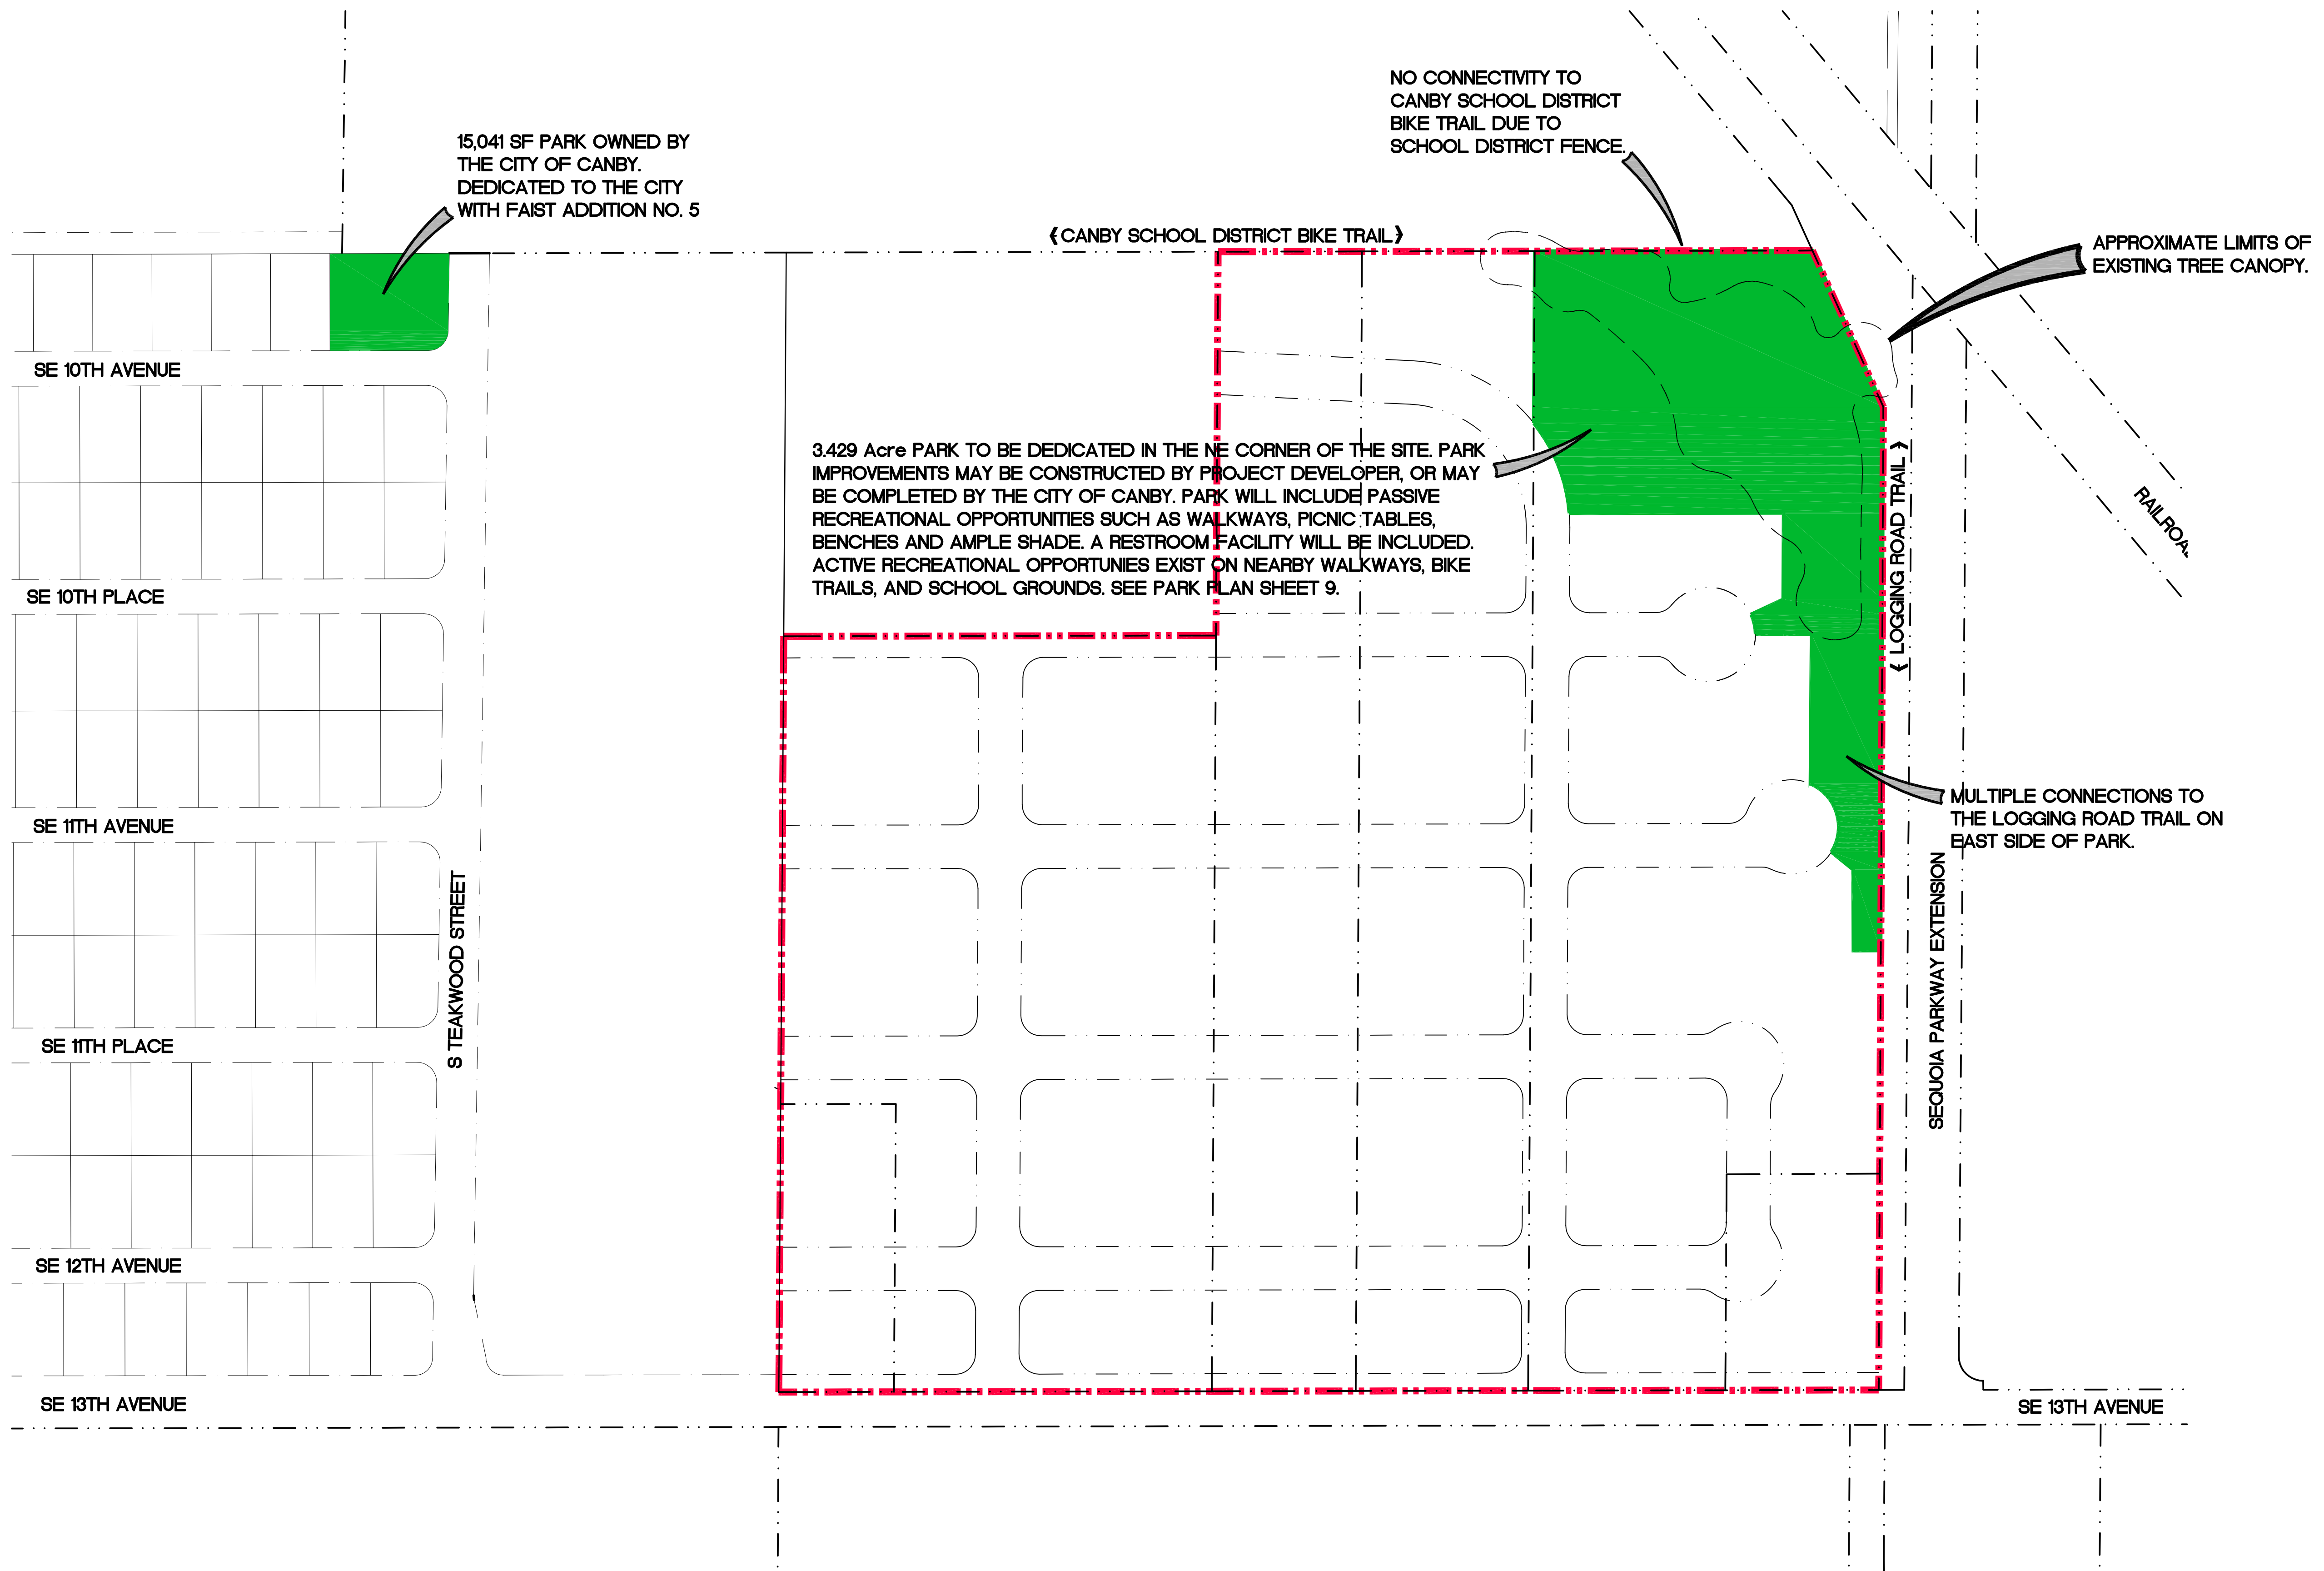 NO CONNECTIVITY TO
CANBY SCHOOL DISTRICT
BIKE TRAIL DUE TO
SCHOOL DISTRICT FENCE.
15,041 SF PARK OWNED BY
THE CITY OF CANBY.
DEDICATED TO THE CITY
WITH FAIST ADDITION NO. 5
CANBY SCHOOL DISTRICT BIKE TRAIL
APPROXIMATE LIMITS OF
EXISTING TREE CANOPY.
SE 10TH AVENUE
3.429 Acre PARK TO BE DEDICATED IN THE NE CORNER OF THE SITE. PARK
IMPROVEMENTS MAY BE CONSTRUCTED BY PROJECT DEVELOPER, OR MAY
BE COMPLETED BY THE CITY OF CANBY. PARK WILL INCLUDE PASSIVE
RECREATIONAL OPPORTUNITIES SUCH AS WALKWAYS, PICNIC TABLES,
BENCHES AND AMPLE SHADE. A RESTROOM FACILITY WILL BE INCLUDED.
ACTIVE RECREATIONAL OPPORTUNIES EXIST ON NEARBY WALKWAYS, BIKE
TRAILS, AND SCHOOL GROUNDS. SEE PARK PLAN SHEET 9.
LOGGING ROAD TRAIL
SE 10TH PLACE
MULTIPLE CONNECTIONS TO
THE LOGGING ROAD TRAIL ON
EAST SIDE OF PARK.
SE 11TH AVENUE
S TEAKWOOD STREET
SEQUOIA PARKWAY EXTENSION
SE 11TH PLACE
SE 12TH AVENUE
SE 13TH AVENUE
SE 13TH AVENUE